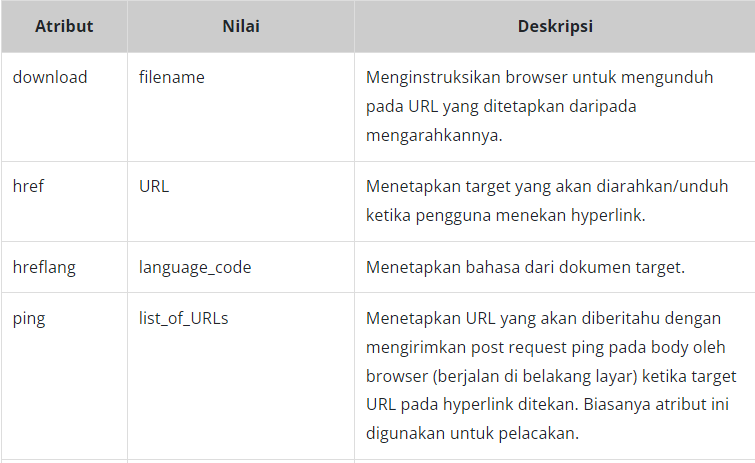 Atribut Nilai Deskripsi
download filename Menginstruksikan browser untuk mengunduh
pada URL yang ditetapkan daripada
mengarahkannya.
href URL Menetapkan target yang akan diarahkan/unduh
ketika pengguna menekan hyperlink.
hreflang language_code Menetapkan bahasa dari dokumen target.
ping list_of_URLs Menetapkan URL yang akan diberitahu dengan
mengirimkan post request ping pada body oleh
browser (berjalan di belakang layar) ketika target
URL pada hyperlink ditekan. Biasanya atribut ini
digunakan untuk pelacakan.